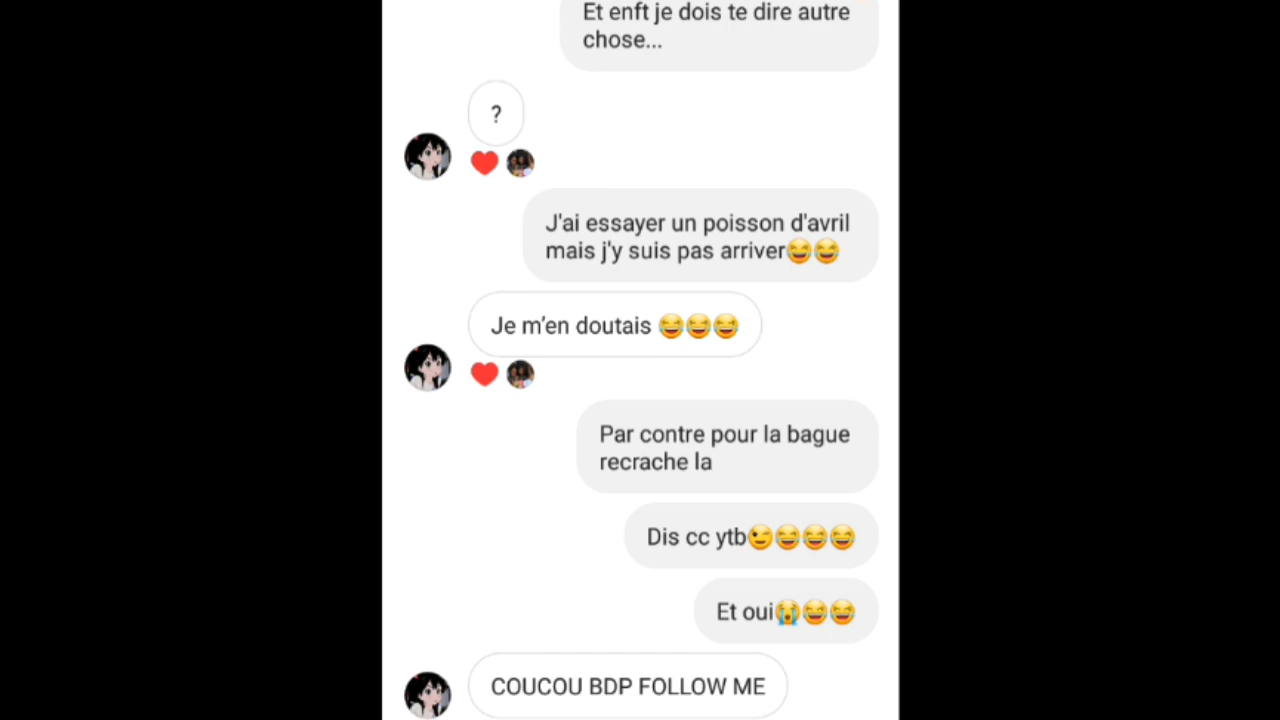 Et enft je dois te dire autre
chose...
?
J'ai essayer un poisson d'avril
mais j'y suis pas arriver😂😂
Je m’en doutais 😂😂😂
Par contre pour la bague
recrache la
Dis cc ytb😉😂😂😂
Et oui😭😂😂
COUCOU BDP FOLLOW ME